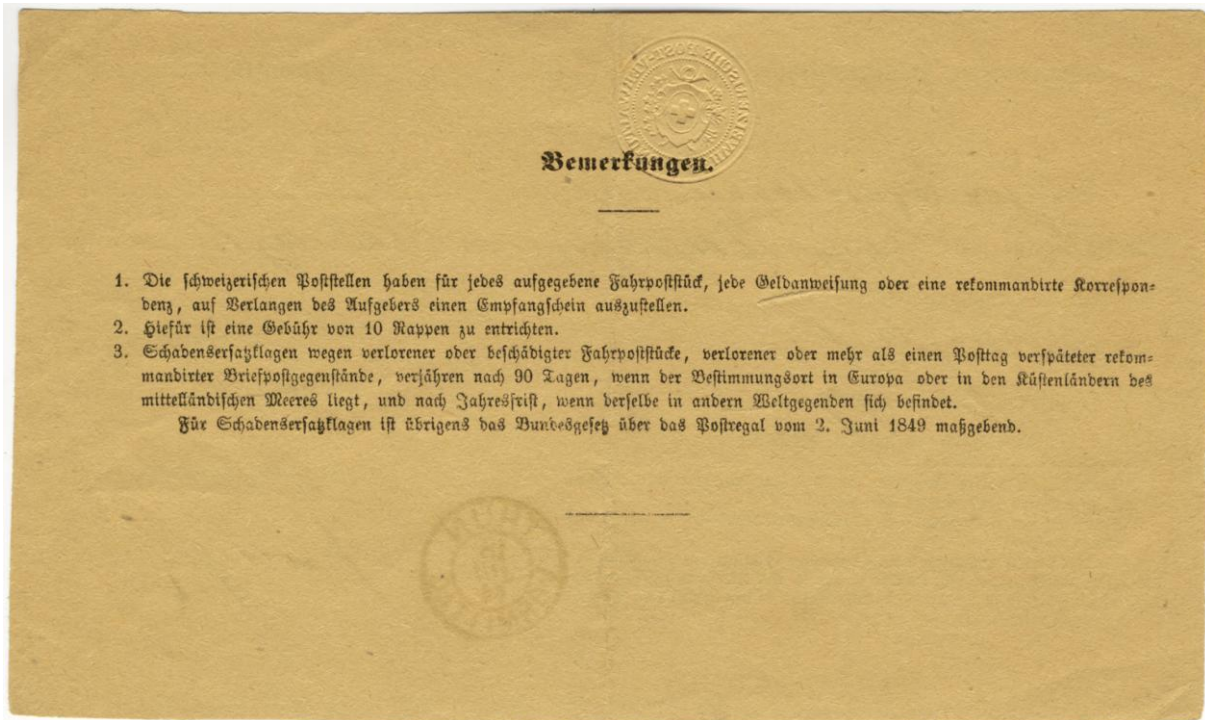 Bemerkungen.
1. Die schweizerischen Poststellen haben für jedes aufgegebene Fahrpoststück, jede Geldanweisung oder eine rekommandirte Korrespon-
denz, auf Verlangen des Aufgebers einen Empfangschein auszustellen.
2. Hiefür ist eine Gebühr von 10 Rappen zu entrichten.
3. Schadensersatzklagen wegen verlorener oder beschädigter Fahrpoststücke, verlorener oder mehr als einen Posttag verspäteter rekom-
mandirter Briefpostgegenstände, verjähren nach 90 Tagen, wenn der Bestimmungsort in Europa oder in den Küstenländern des
mittelländischen Meeres liegt, und nach Jahresfrist, wenn derselbe in andern Weltgegenden sich befindet.
Für Schadensersatzklagen ist übrigens das Bundesgesetz über das Postregal vom 2. Juni 1849 maßgebend.
THUN